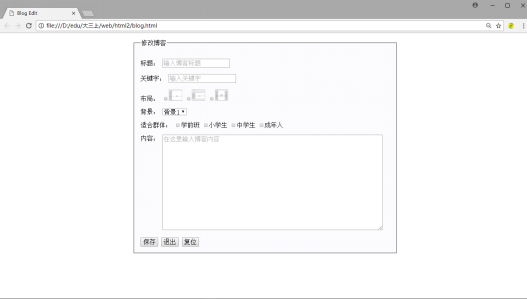 Blog Edit
file:///D:/edu/大三上/web/html2/blog.html
修改博客
标题： 输入博客标题
关键字： 输入关键字
布局：
背景： 背景1
适合群体： 学前班 小学生 中学生 成年人
内容： 在这里输入博客内容
保存 退出 复位